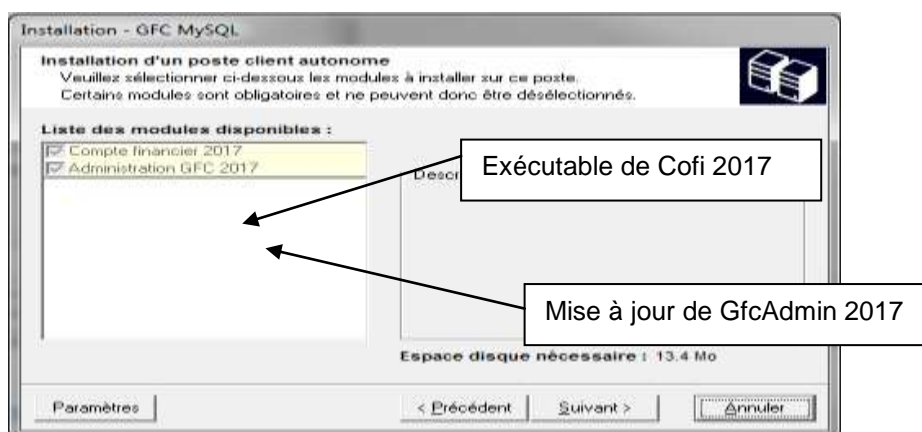 Installation - GFC MySQL
Installation d'un poste client autonome
Veuillez sélectionner ci-dessous les modules à installer sur ce poste.
Certains modules sont obligatoires et ne peuvent donc être désélectionnés.
Liste des modules disponibles :
Compte financier 2017
Administration GFC 2017
Descr
Exécutable de Cofi 2017
Mise à jour de GfcAdmin 2017
Espace disque nécessaire : 13.4 Mo
Paramètres
< Précédent
Suivant >
Annuler